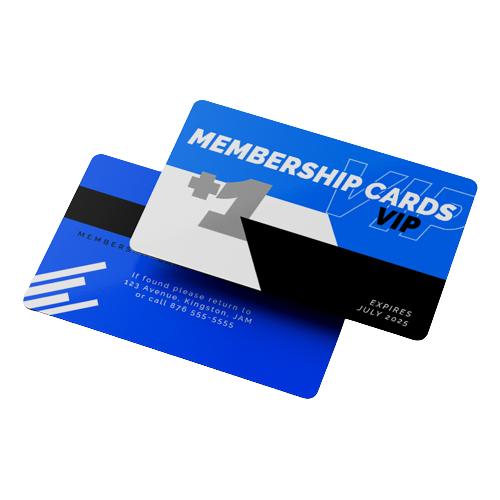 MEMBERSHIP CARDS
VIP
VIP
+1
EXPIRES
JULY 2025
If found please return to
123 Avenue, Kingston, JAM
or call 876 555-5555